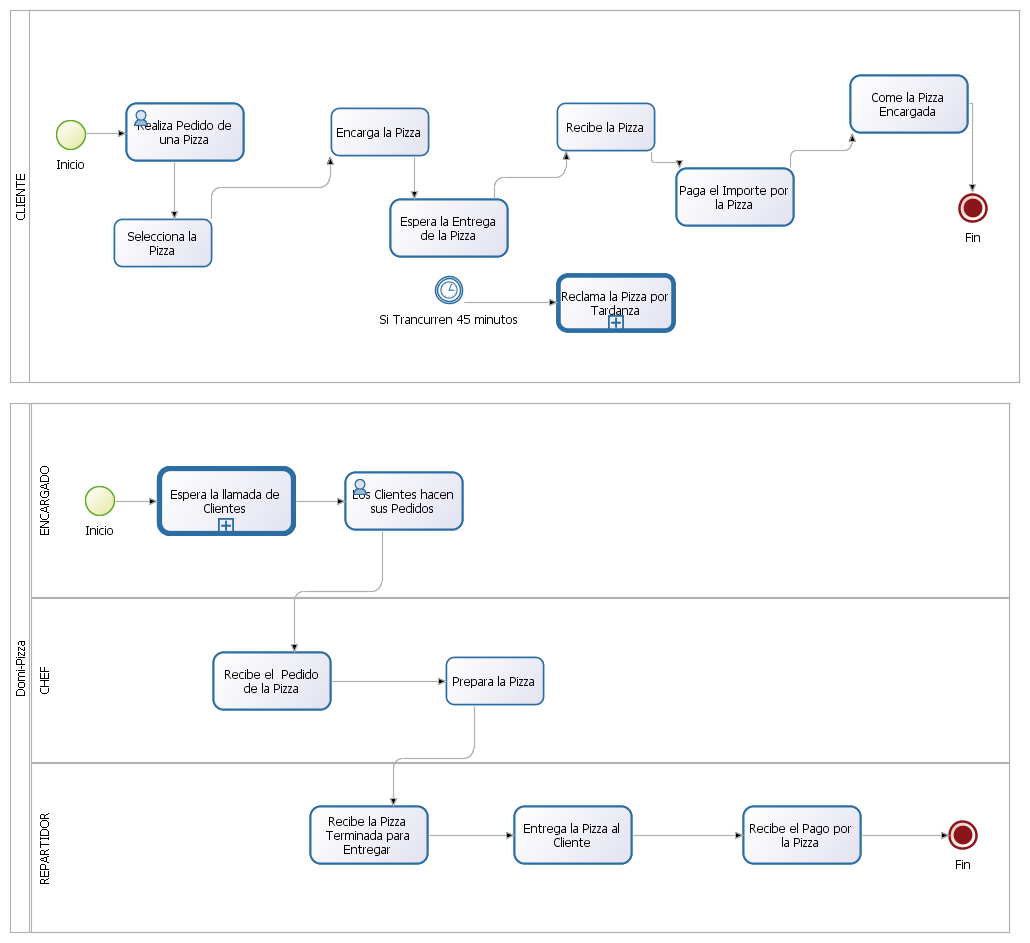 CLIENTE
Inicio
Realiza Pedido de
una Pizza
Selecciona la
Pizza
Encarga la Pizza
Espera la Entrega
de la Pizza
Si Trancurren 45 minutos
Reclama la Pizza por
Tardanza
Recibe la Pizza
Paga el Importe por
la Pizza
Come la Pizza
Encargada
Fin
Domi-Pizza
ENCARGADO
Inicio
Espera la llamada de
Clientes
Los Clientes hacen
sus Pedidos
CHEF
Recibe el  Pedido
de la Pizza
Prepara la Pizza
REPARTIDOR
Recibe la Pizza
Terminada para
Entregar
Entrega la Pizza al
Cliente
Recibe el Pago por
la Pizza
Fin